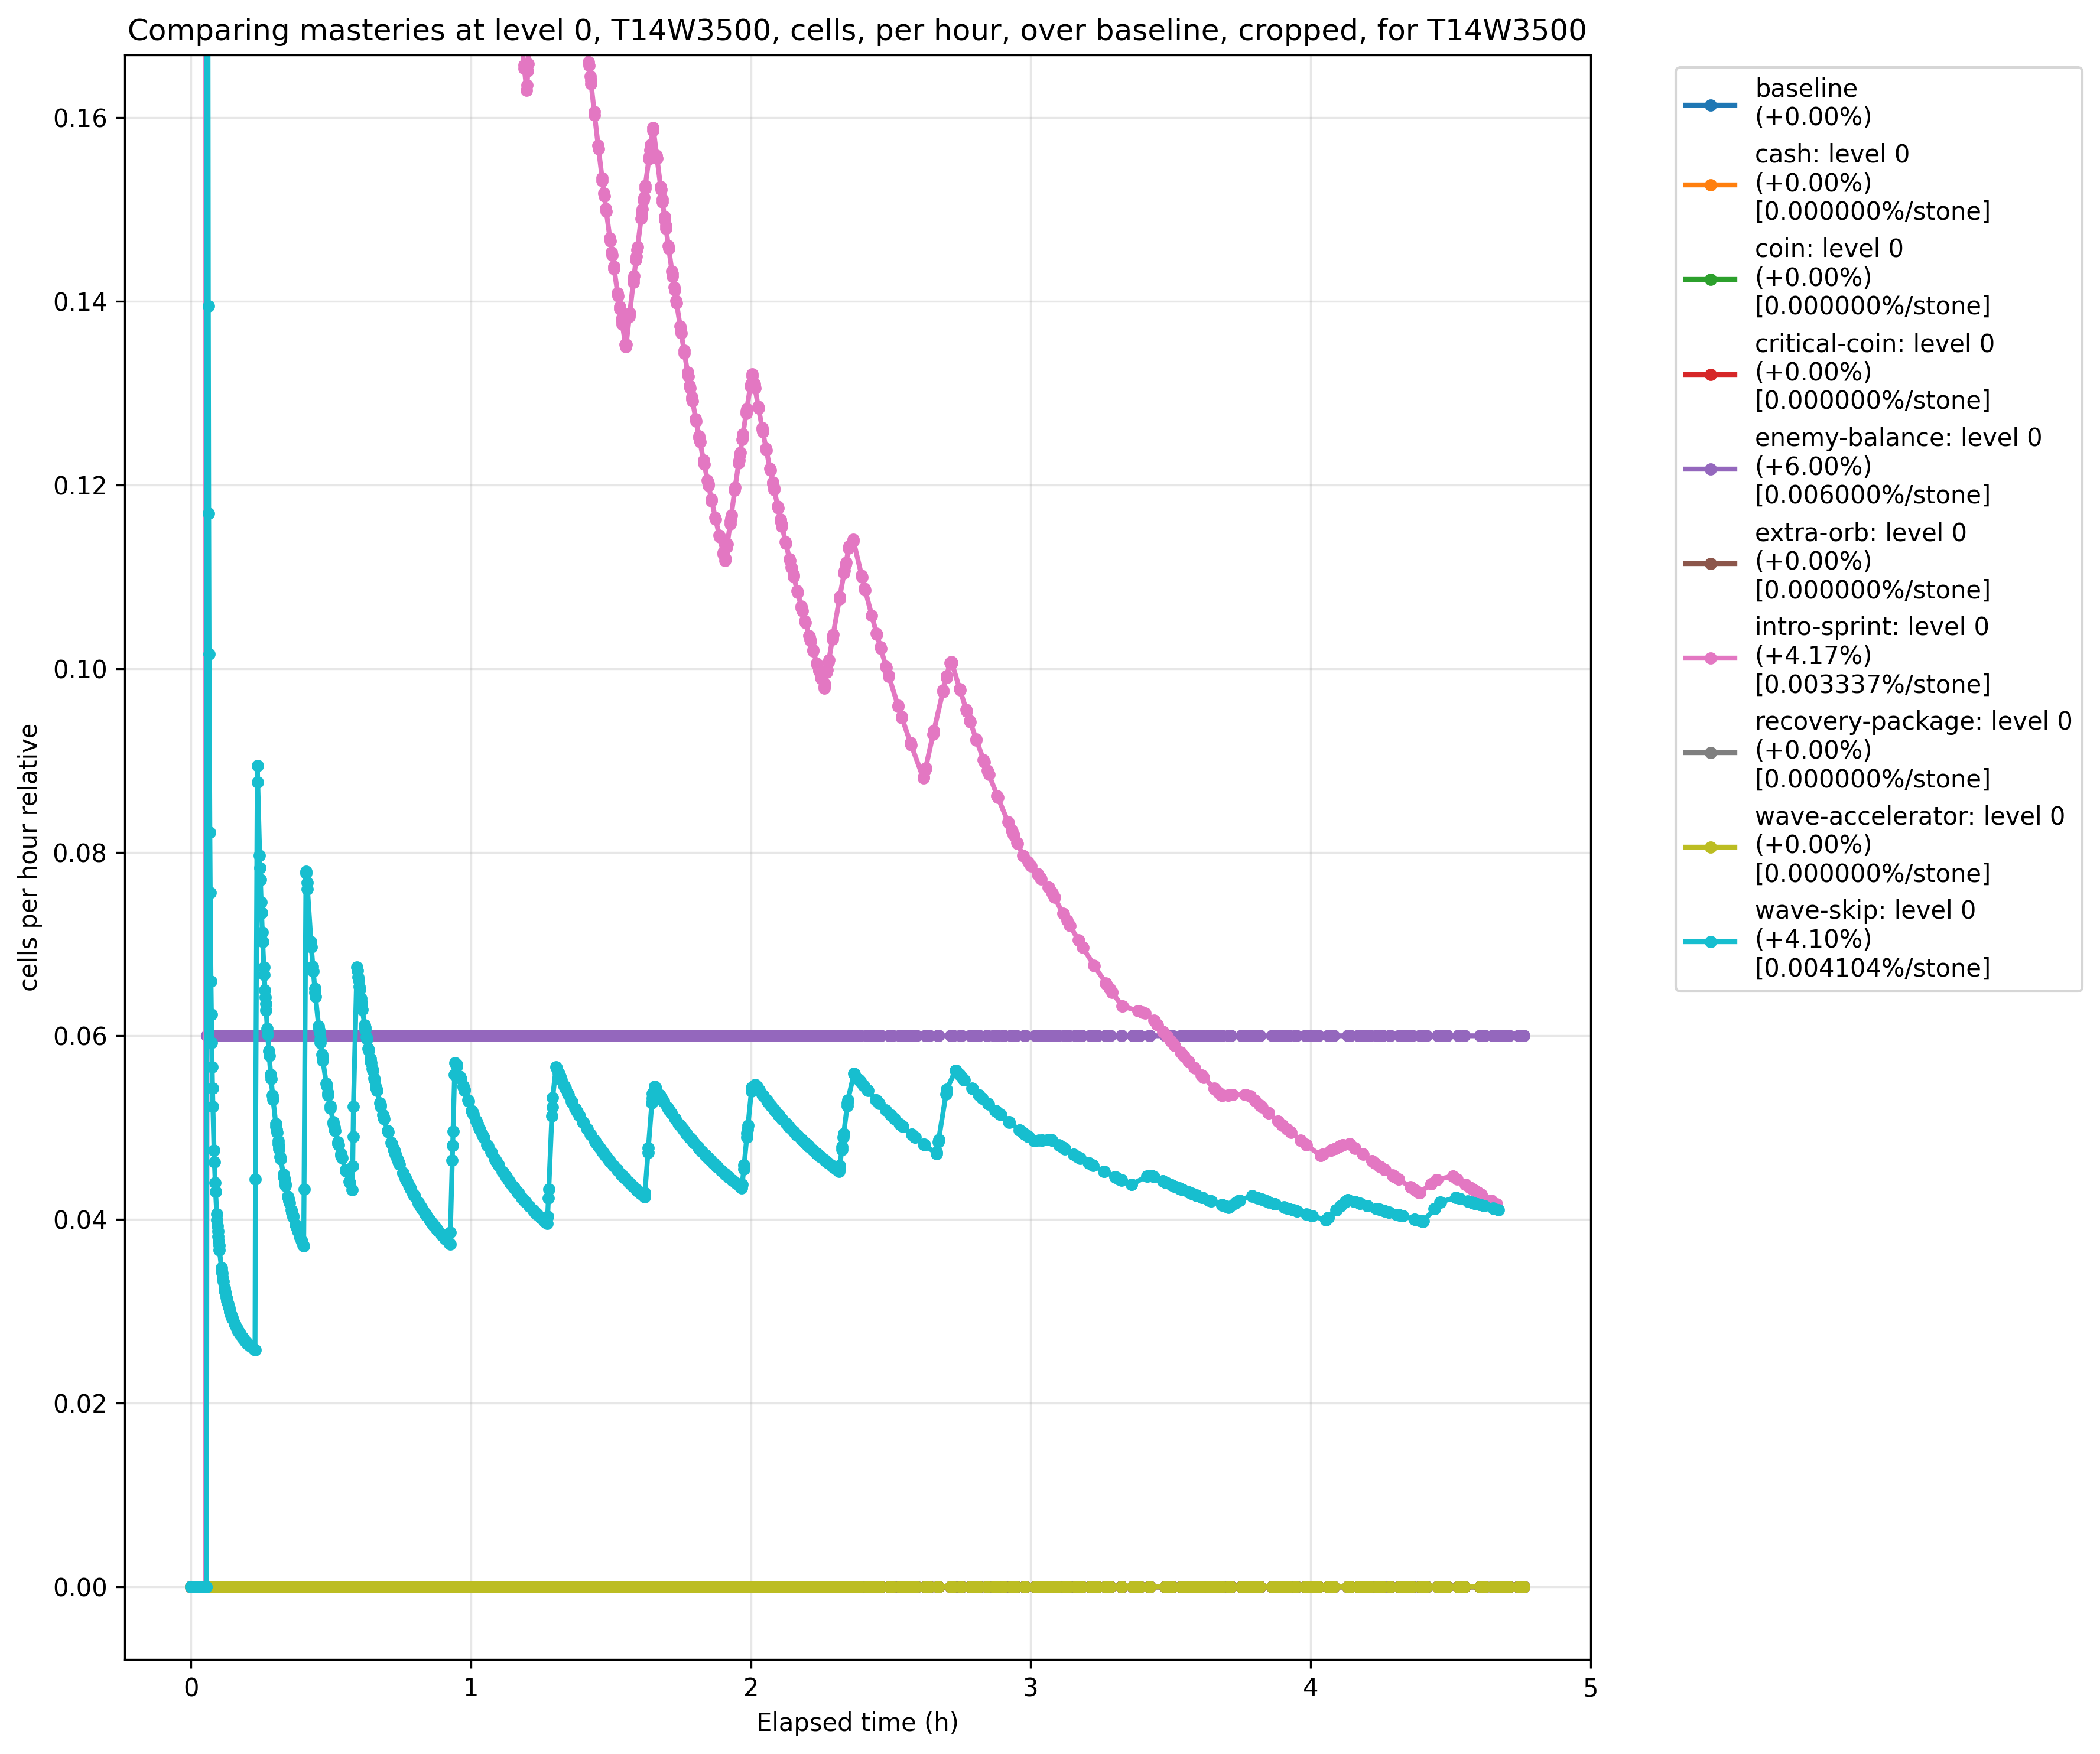 Comparing masteries at level 0, T14W3500, cells, per hour, over baseline, cropped, for T14W3500
cells per hour relative
0.16
0.14
0.12
0.10
0.08
0.06
0.04
0.02
0.00
0
1
2
3
4
5
Elapsed time (h)
baseline
(+0.00%)
cash: level 0
(+0.00%)
[0.000000%/stone]
coin: level 0
(+0.00%)
[0.000000%/stone]
critical-coin: level 0
(+0.00%)
[0.000000%/stone]
enemy-balance: level 0
(+6.00%)
[0.006000%/stone]
extra-orb: level 0
(+0.00%)
[0.000000%/stone]
intro-sprint: level 0
(+4.17%)
[0.003337%/stone]
recovery-package: level 0
(+0.00%)
[0.000000%/stone]
wave-accelerator: level 0
(+0.00%)
[0.000000%/stone]
wave-skip: level 0
(+4.10%)
[0.004104%/stone]